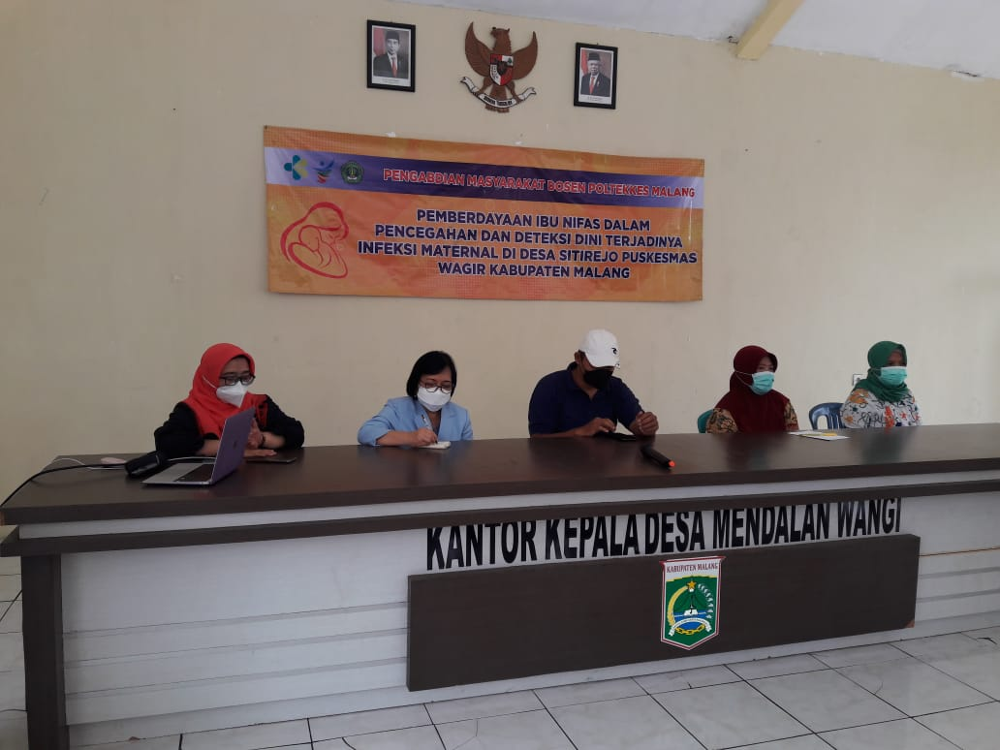 PENGABDIAN MASYARAKAT DOSEN POLTEKKES MALANG
PEMBERDAYAAN IBU NIFAS DALAM
PENCEGAHAN DAN DETEKSI DINI TERJADINYA
INFEKSI MATERNAL DI DESA SITIREJO PUSKESMAS
WAGIR KABUPATEN MALANG
KANTOR KEPALA DESA MENDALAN WANGI
KABUPATEN MALANG